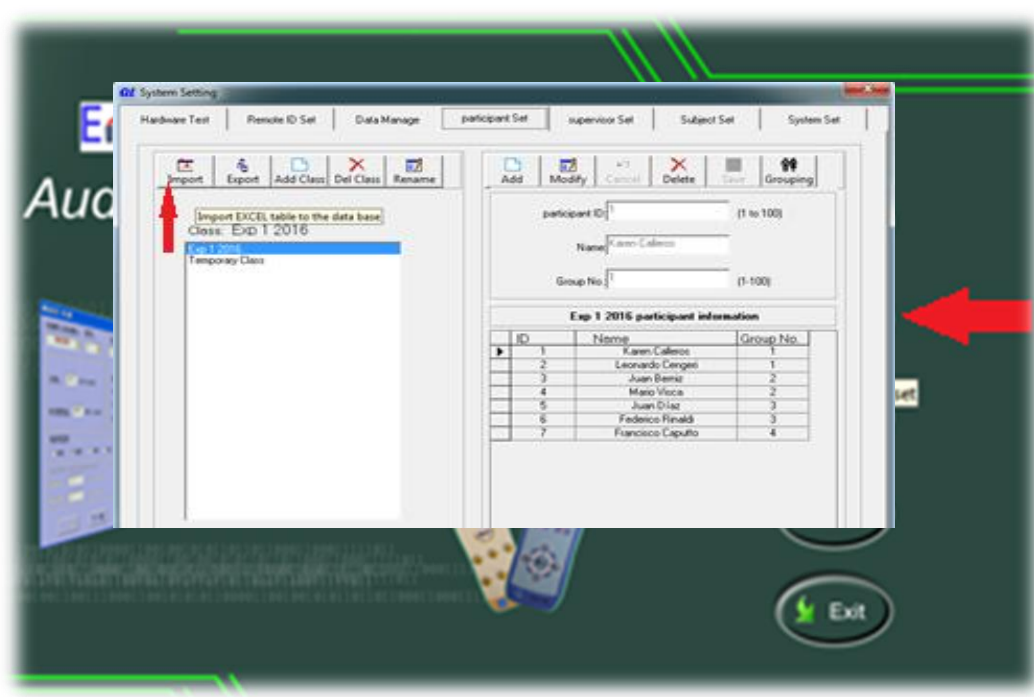 System Setting
Hardware Test Remote ID Set Data Manage participant Set supervisor Set Subject Set System Set
Import Export Add Class Del Class Rename
Add Modify Cancel Delete Save Grouping
Import EXCEL table to the data base
Class: Exp 1 2016
Exp 1 2016
Temporary Class
participant ID: 1 (1 to 100)
Name: Karen Calleros
Group No.: 1 (1-100)
Exp 1 2016 participant information
ID Name Group No.
1 Karen Calleros 1
2 Leonardo Cengeri 1
3 Juan Berniz 2
4 Mario Visca 2
5 Juan Díaz 3
6 Federico Rinaldi 3
7 Francisco Caputto 4
Aud
set
Exit